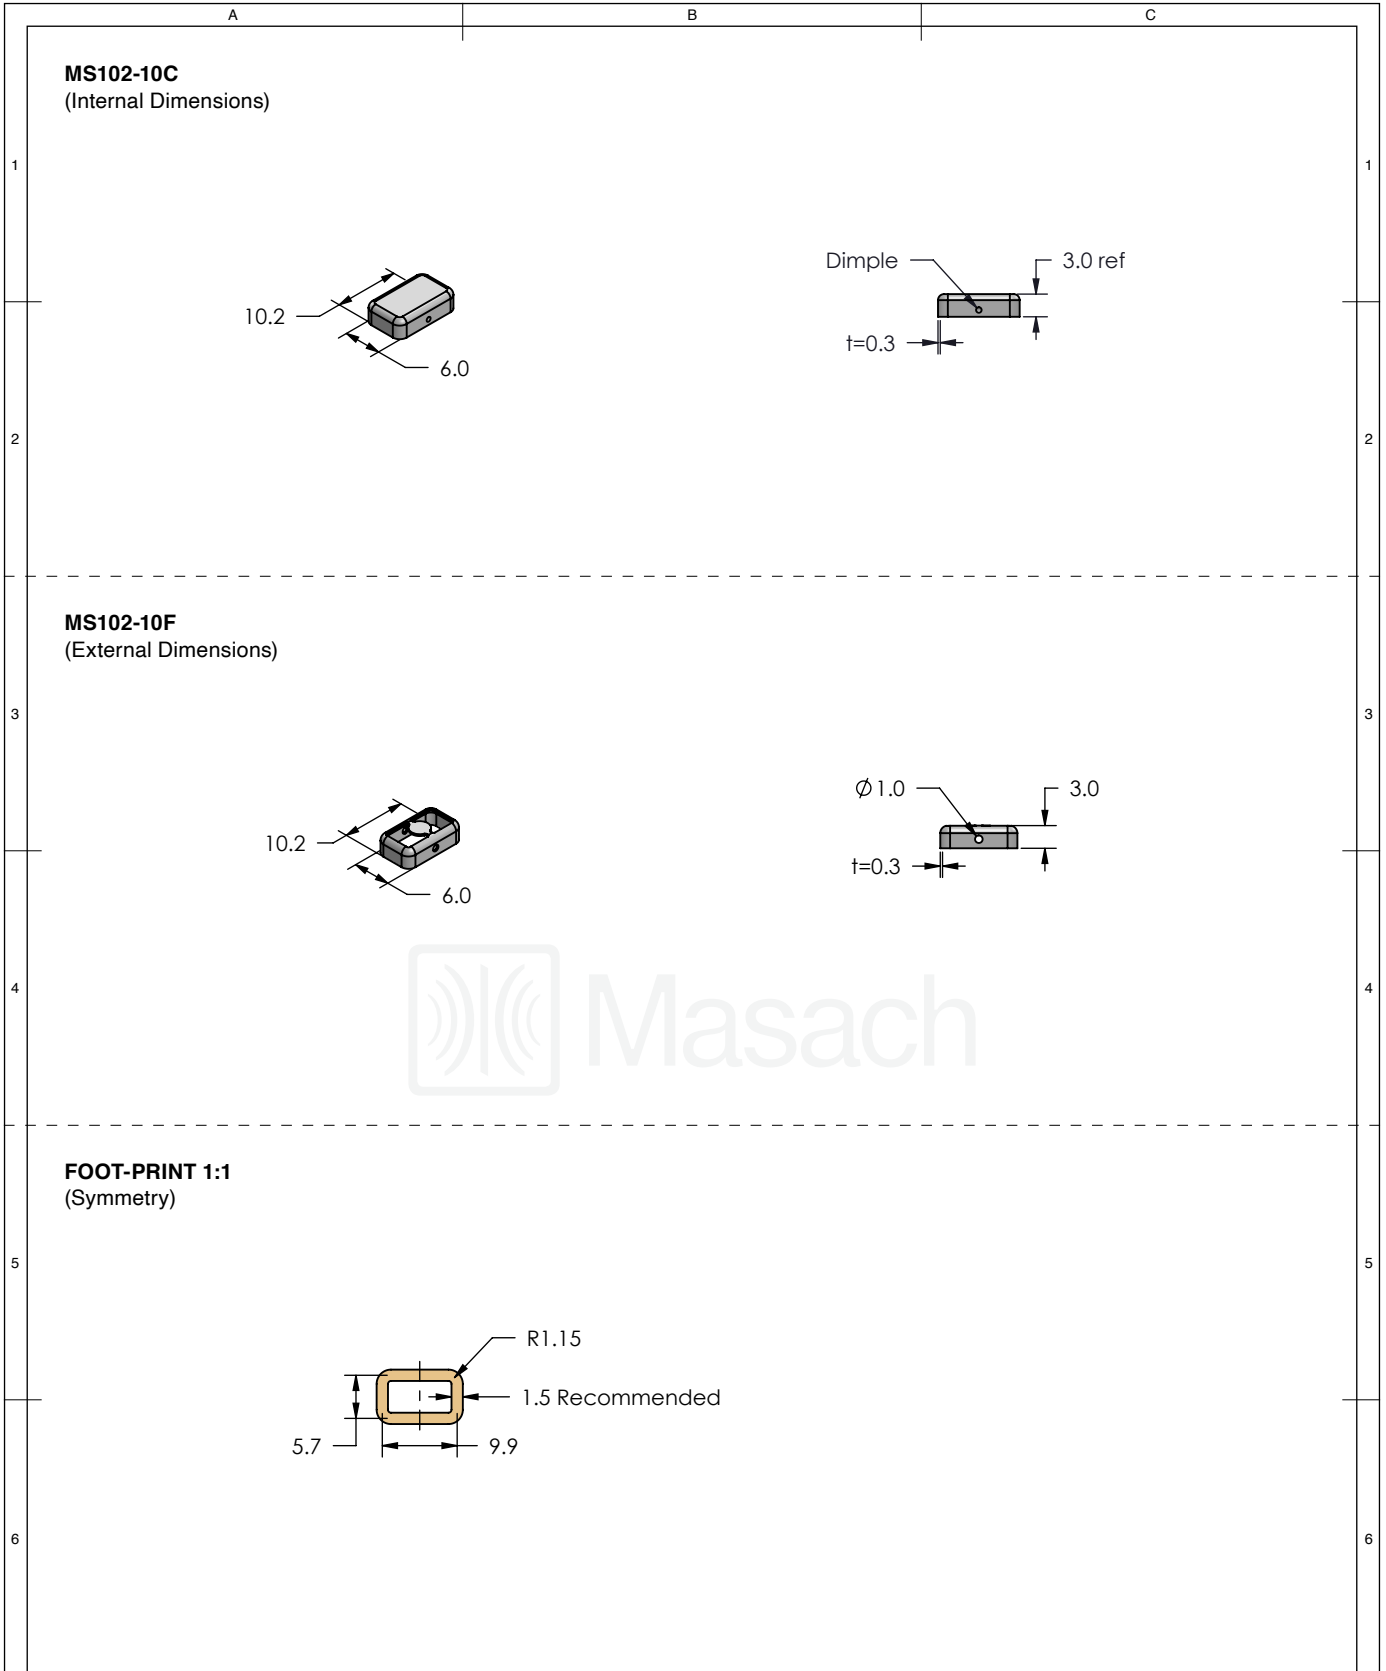 A B C
MS102-10C
(Internal Dimensions)
1 1
Dimple 3.0 ref
10.2
t=0.3
6.0
2 2
MS102-10F
(External Dimensions)
3 3
Ø1.0 3.0
10.2
t=0.3
6.0
Masach
4 4
FOOT-PRINT 1:1
(Symmetry)
5 5
R1.15
1.5 Recommended
5.7 9.9
6 6